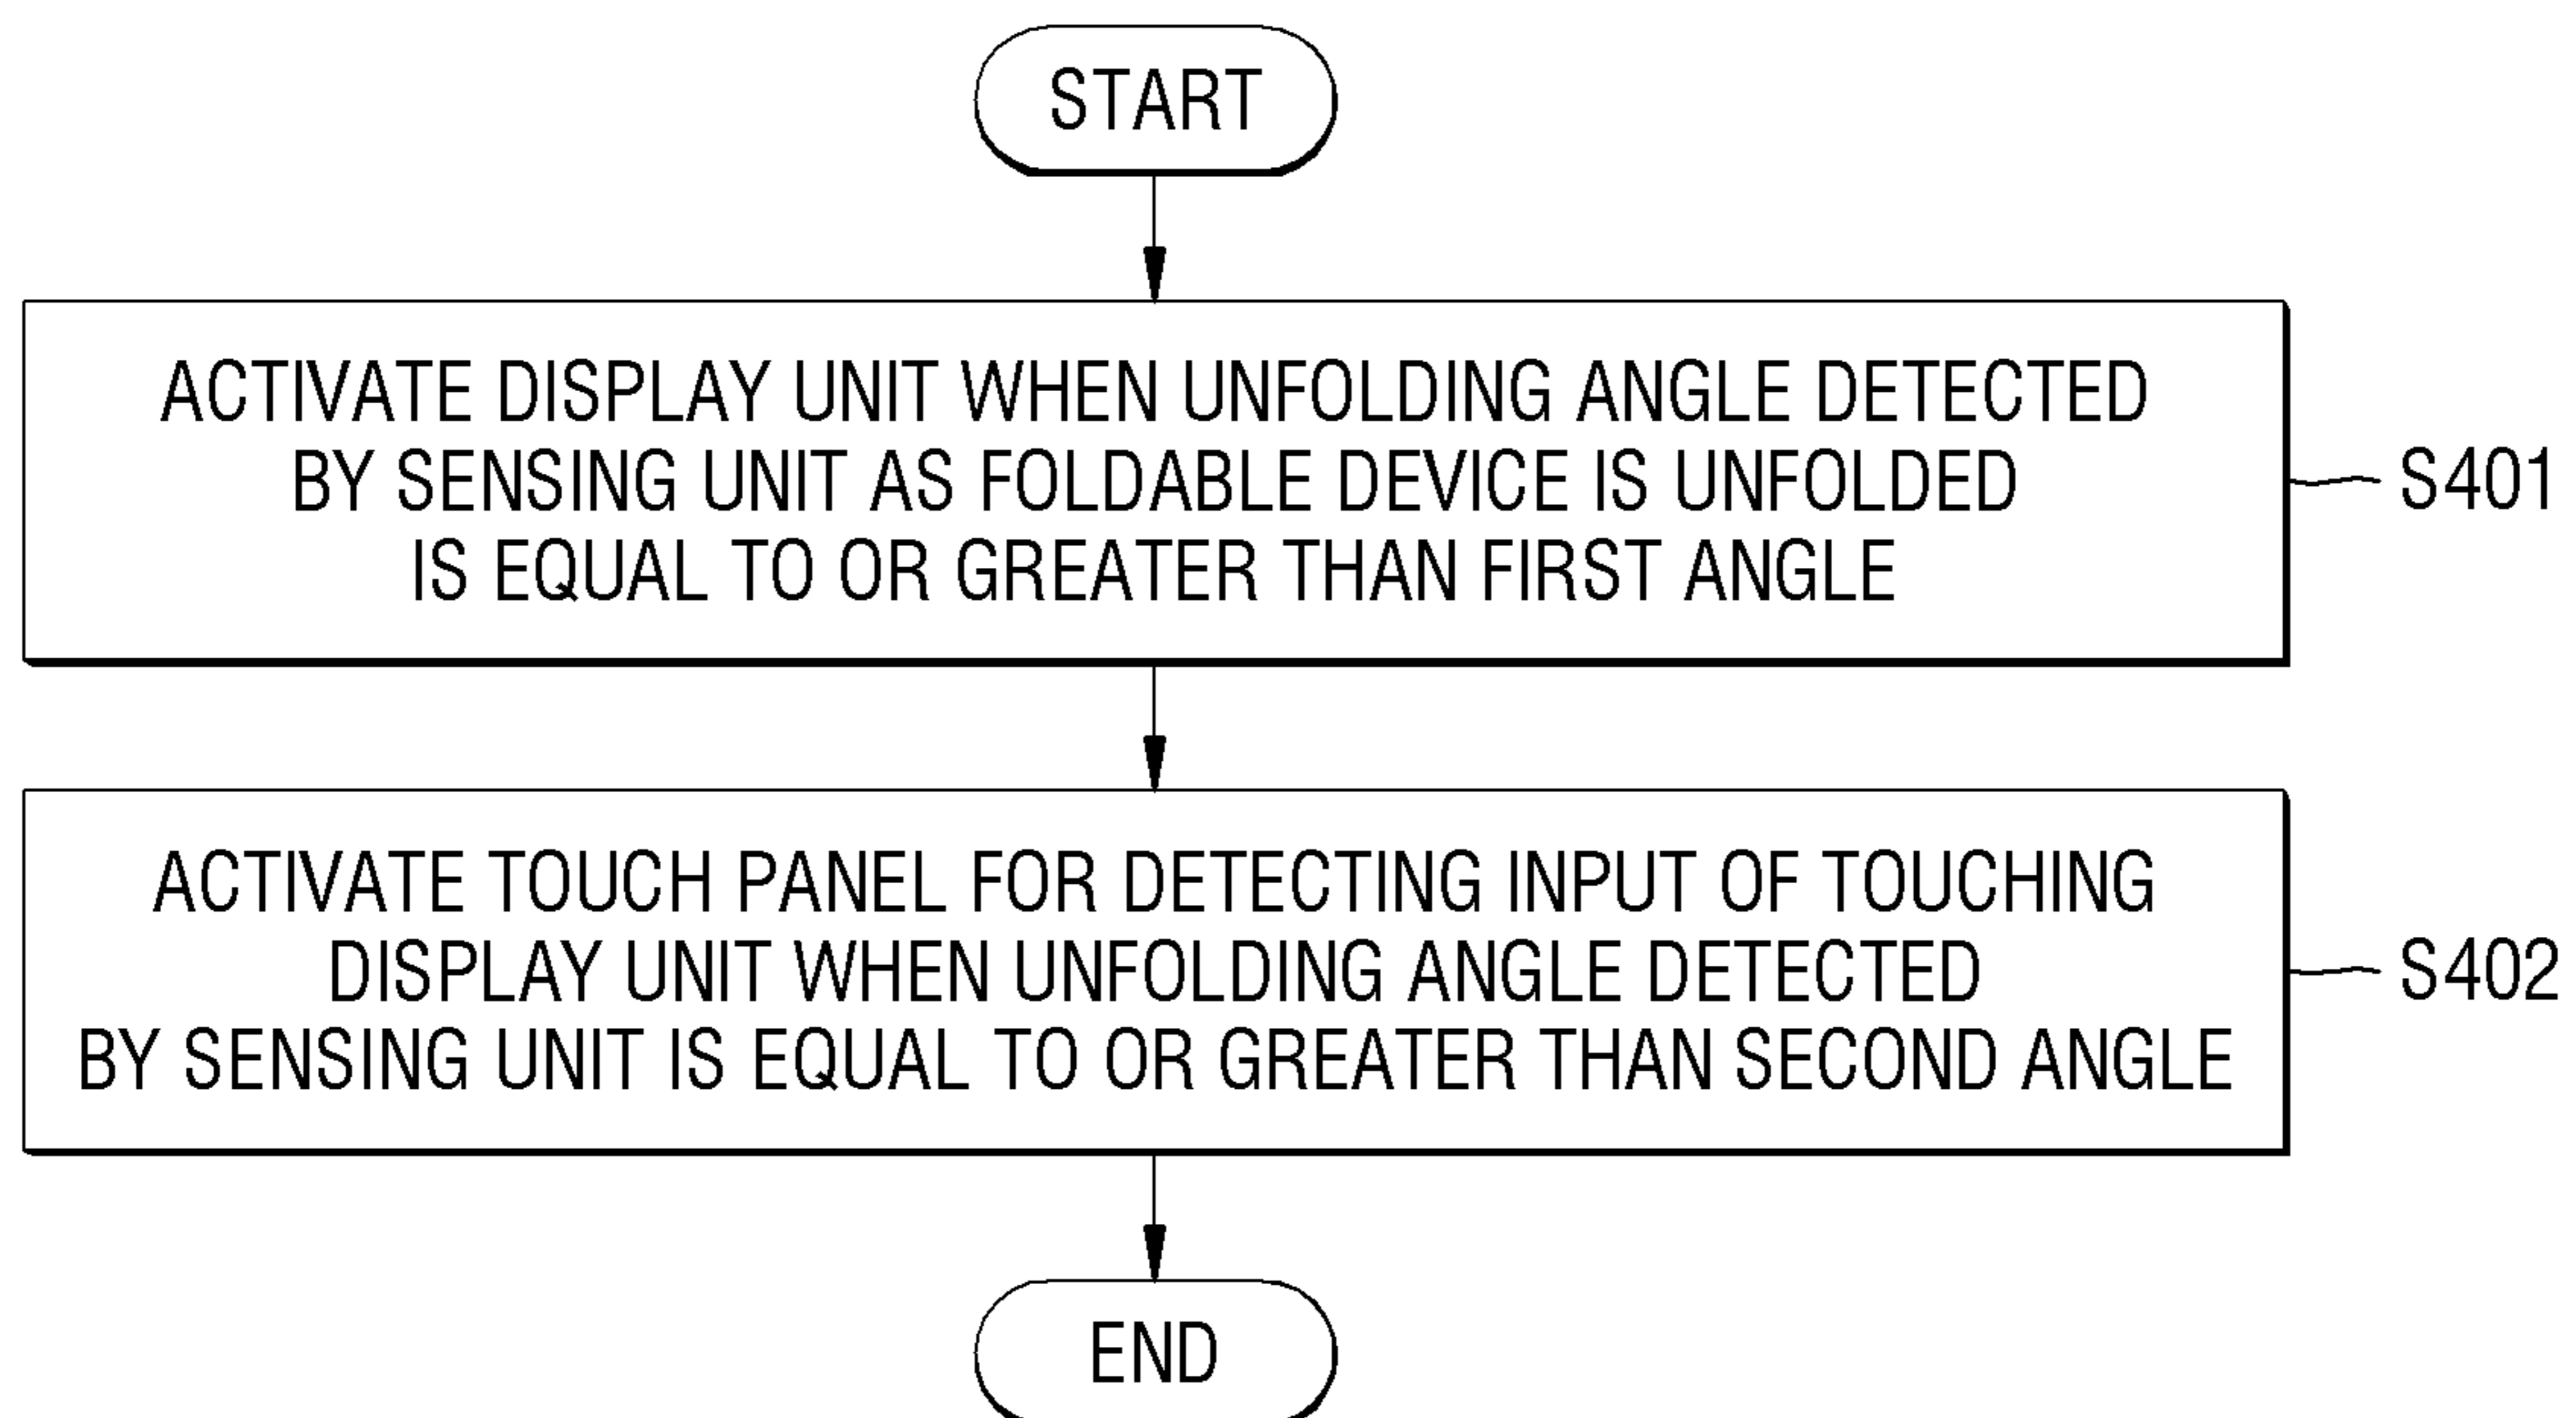 START
ACTIVATE DISPLAY UNIT WHEN UNFOLDING ANGLE DETECTED
BY SENSING UNIT AS FOLDABLE DEVICE IS UNFOLDED
IS EQUAL TO OR GREATER THAN FIRST ANGLE
S401
ACTIVATE TOUCH PANEL FOR DETECTING INPUT OF TOUCHING
DISPLAY UNIT WHEN UNFOLDING ANGLE DETECTED
BY SENSING UNIT IS EQUAL TO OR GREATER THAN SECOND ANGLE
S402
END